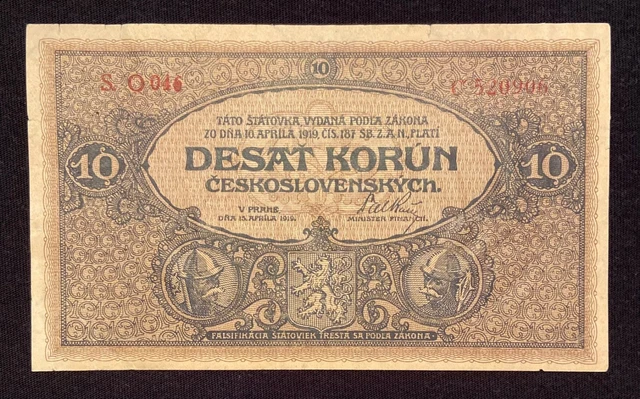 10
S. O 046 C 520906
TÁTO ŠTÁTOVKA, VYDANÁ PODĽA ZÁKONA
ZO DŇA 10. APRÍLA 1919, ČÍS. 187 SB. Z. A N., PLATÍ
10 DESAŤ KORÚN 10
ČESKOSLOVENSKÝCH.
V PRAHE
DŇA 15. APRÍLA 1919. MINISTER FINANCIÍ.
FALSIFIKÁCIA ŠTÁTOVIEK TRESTÁ SA PODĽA ZÁKONA.